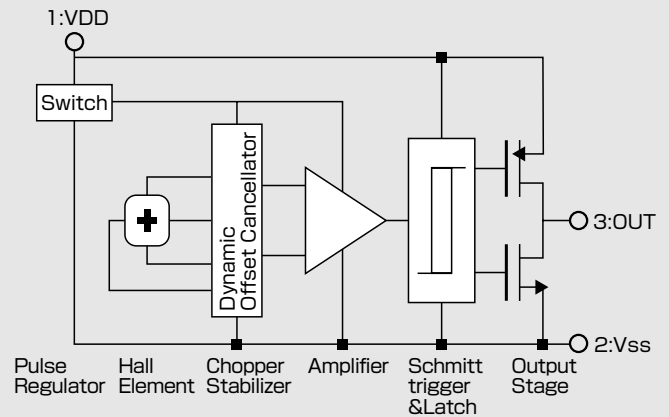 1:VDD
Switch
Dynamic
Offset Cancellator
3:OUT
2:Vss
Pulse
Regulator
Hall
Element
Chopper
Stabilizer
Amplifier
Schmitt
trigger
&Latch
Output
Stage